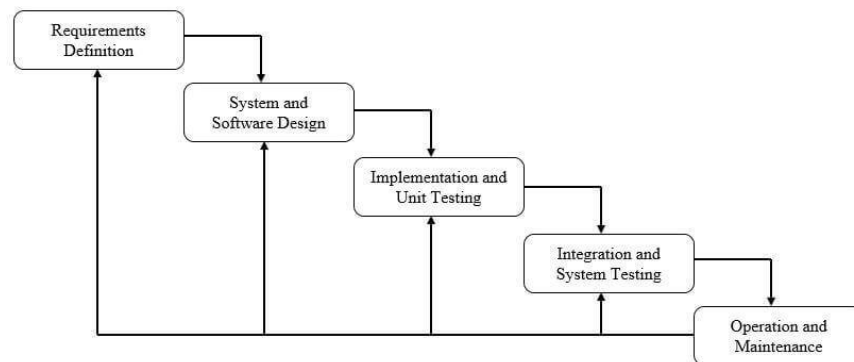 Requirements
Definition
System and
Software Design
Implementation and
Unit Testing
Integration and
System Testing
Operation and
Maintenance